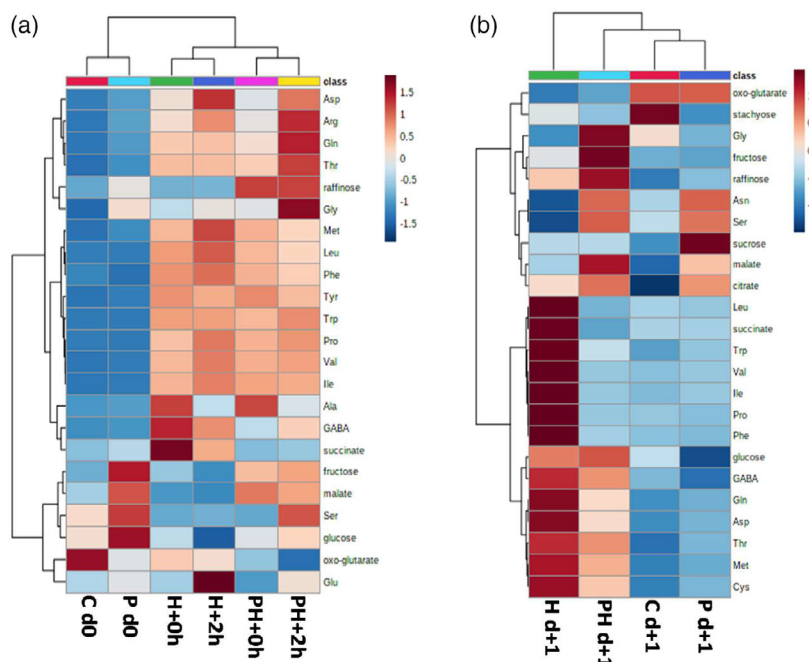 (a)
class
Asp
Arg
Gln
Thr
raffinose
Gly
Met
Leu
Phe
Tyr
Trp
Pro
Val
Ile
Ala
GABA
succinate
fructose
malate
Ser
glucose
oxo-glutarate
Glu
1.5
1
0.5
0
-0.5
-1
-1.5
C d0
P d0
H+0h
H+2h
PH+0h
PH+2h
(b)
class
oxo-glutarate
stachyose
Gly
fructose
raffinose
Asn
Ser
sucrose
malate
citrate
Leu
succinate
Trp
Val
Ile
Pro
Phe
glucose
GABA
Gln
Asp
Thr
Met
Cys
H d+1
PH d+1
C d+1
P d+1